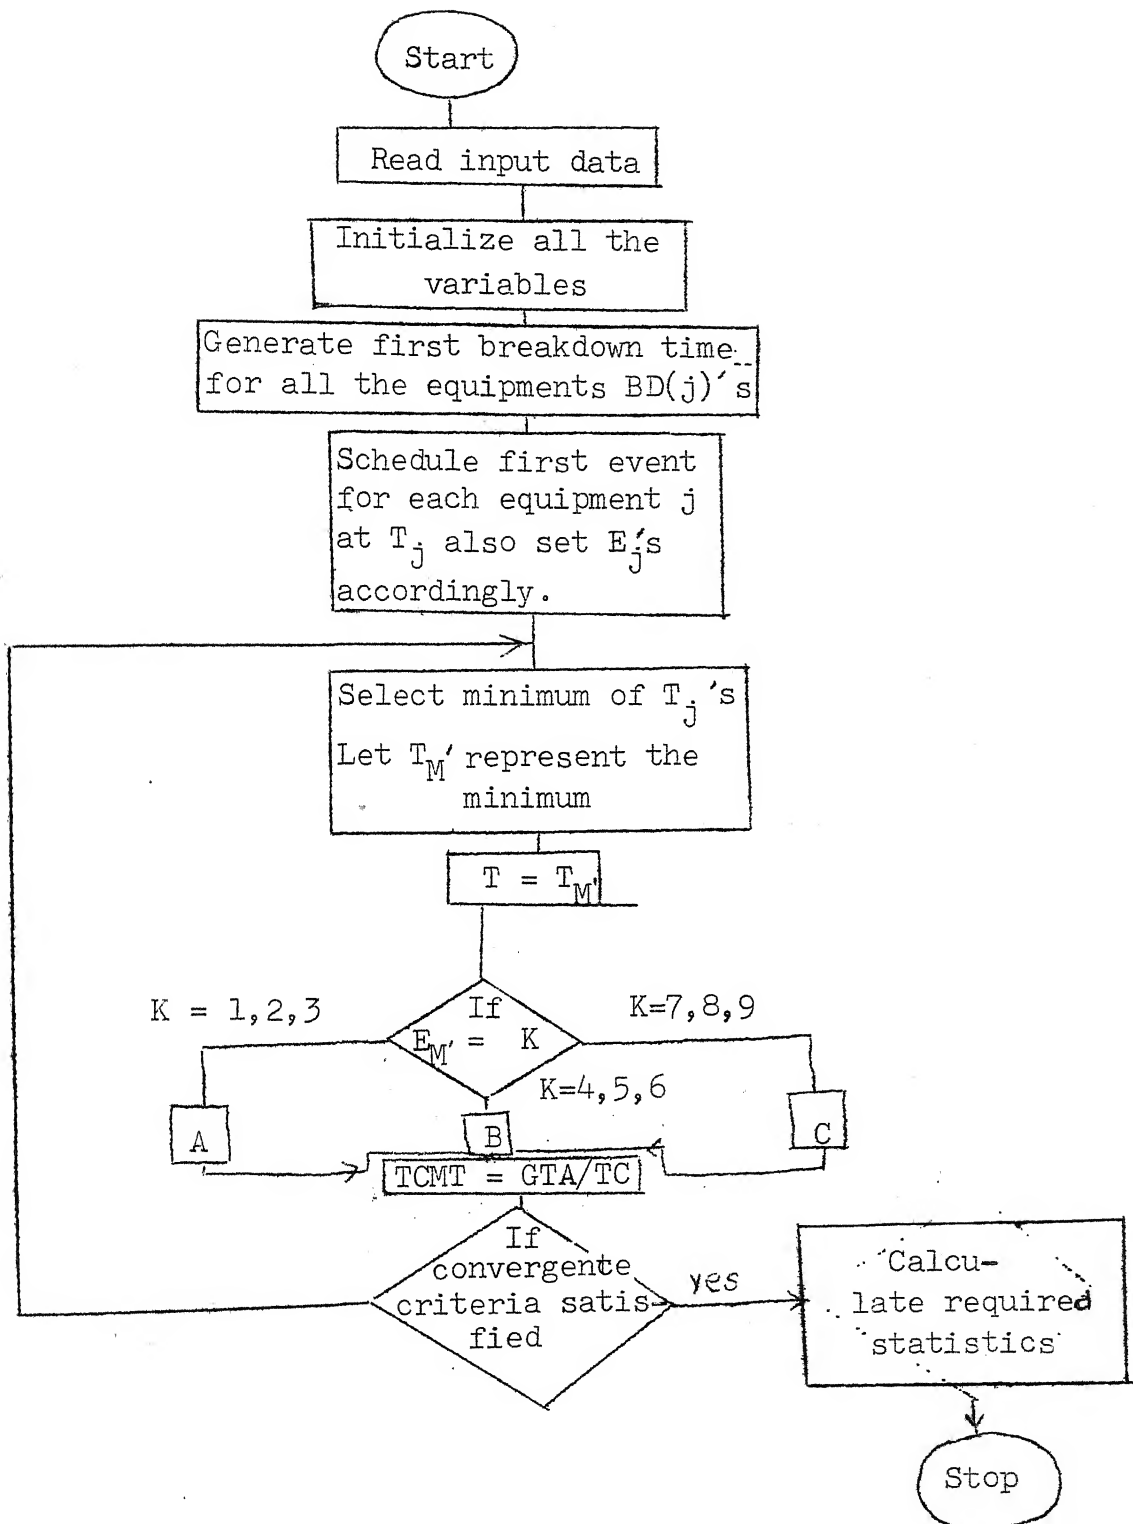 Start
Read input data
Initialize all the
variables
Generate first breakdown time
for all the equipments BD(j)'s
Schedule first event
for each equipment j
at Tj also set Ej's
accordingly.
Select minimum of Tj's
Let TM' represent the
minimum
T = TM'
K = 1,2,3
If
EM' = K
K=7,8,9
K=4,5,6
A
B
C
TCMT = GTA/TC
If
convergente
criteria satis
fied
yes
Calcu-
late required
statistics
Stop